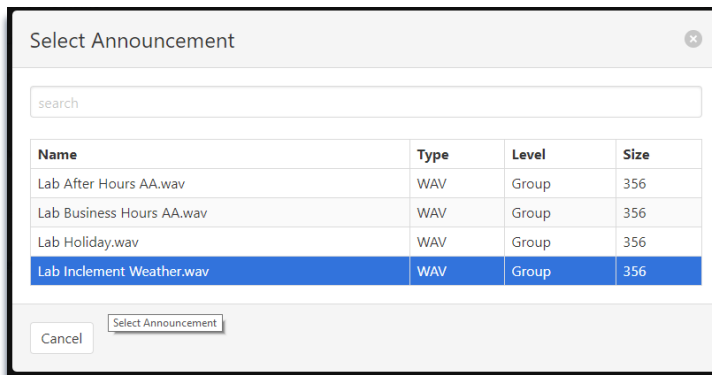 Select Announcement
search
Name Type Level Size
Lab After Hours AA.wav WAV Group 356
Lab Business Hours AA.wav WAV Group 356
Lab Holiday.wav WAV Group 356
Lab Inclement Weather.wav WAV Group 356
Select Announcement
Cancel